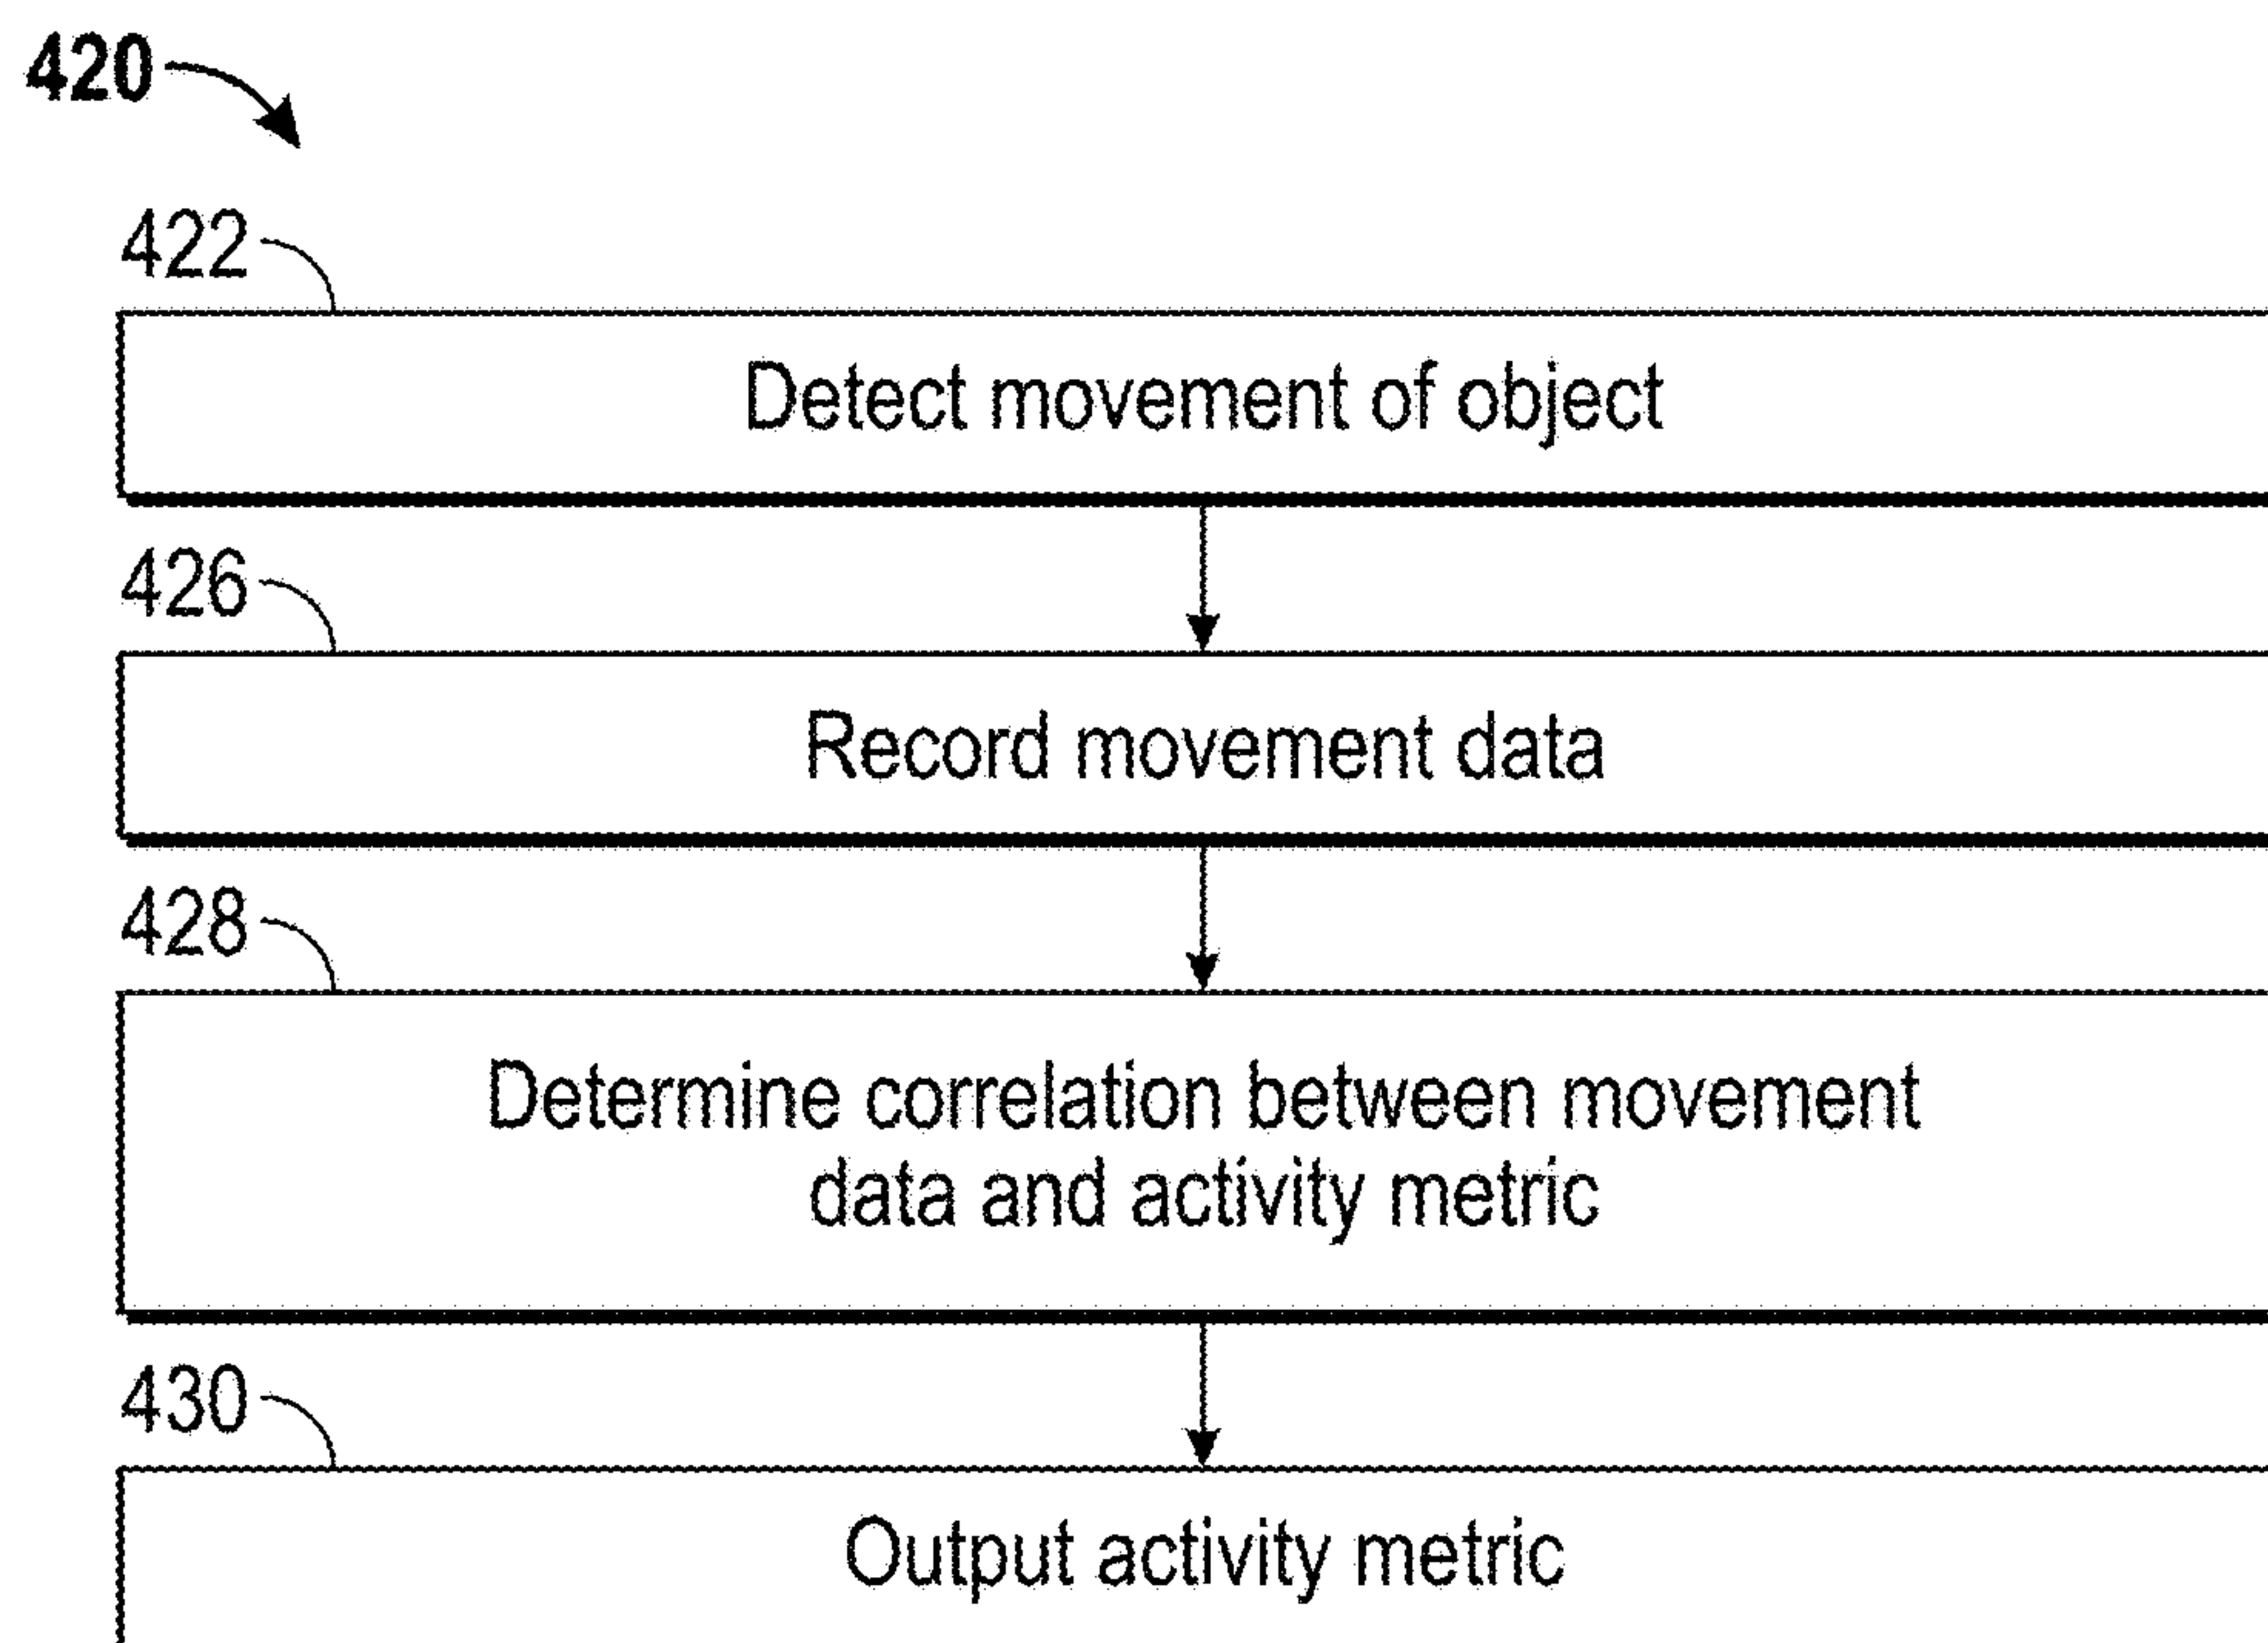 420
422
Detect movement of object
426
Record movement data
428
Determine correlation between movement
data and activity metric
430
Output activity metric